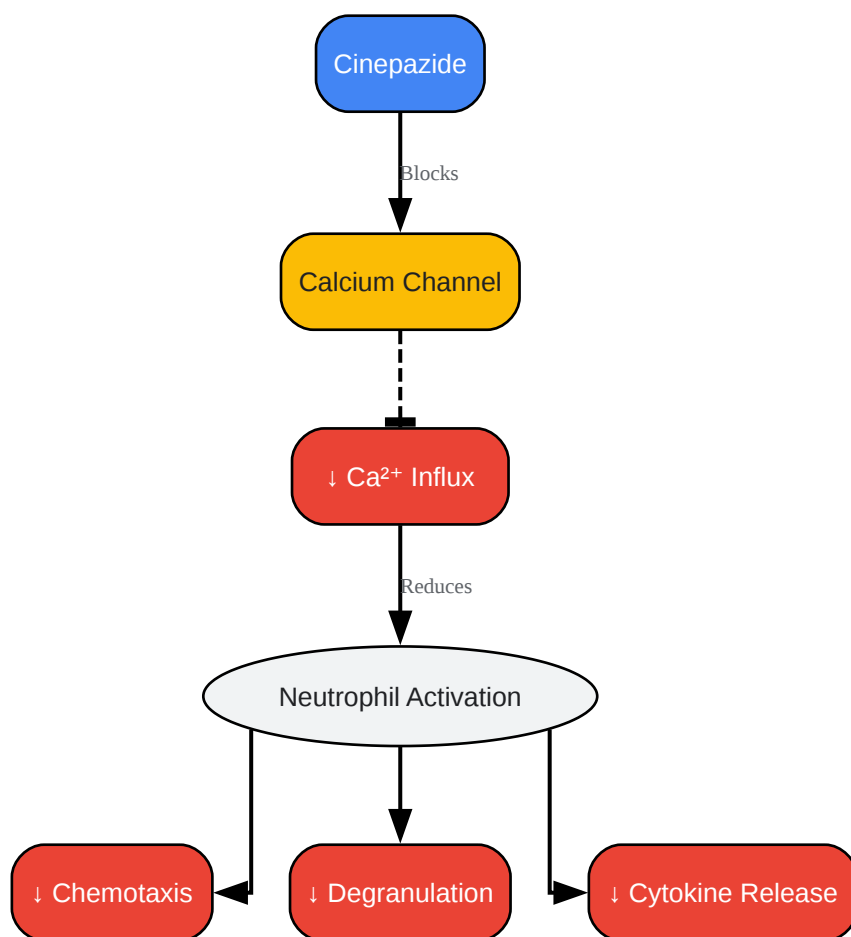 Cinepazide
Blocks
Calcium Channel
↓ Ca²⁺ Influx
Reduces
Neutrophil Activation
↓ Chemotaxis
↓ Degranulation
↓ Cytokine Release